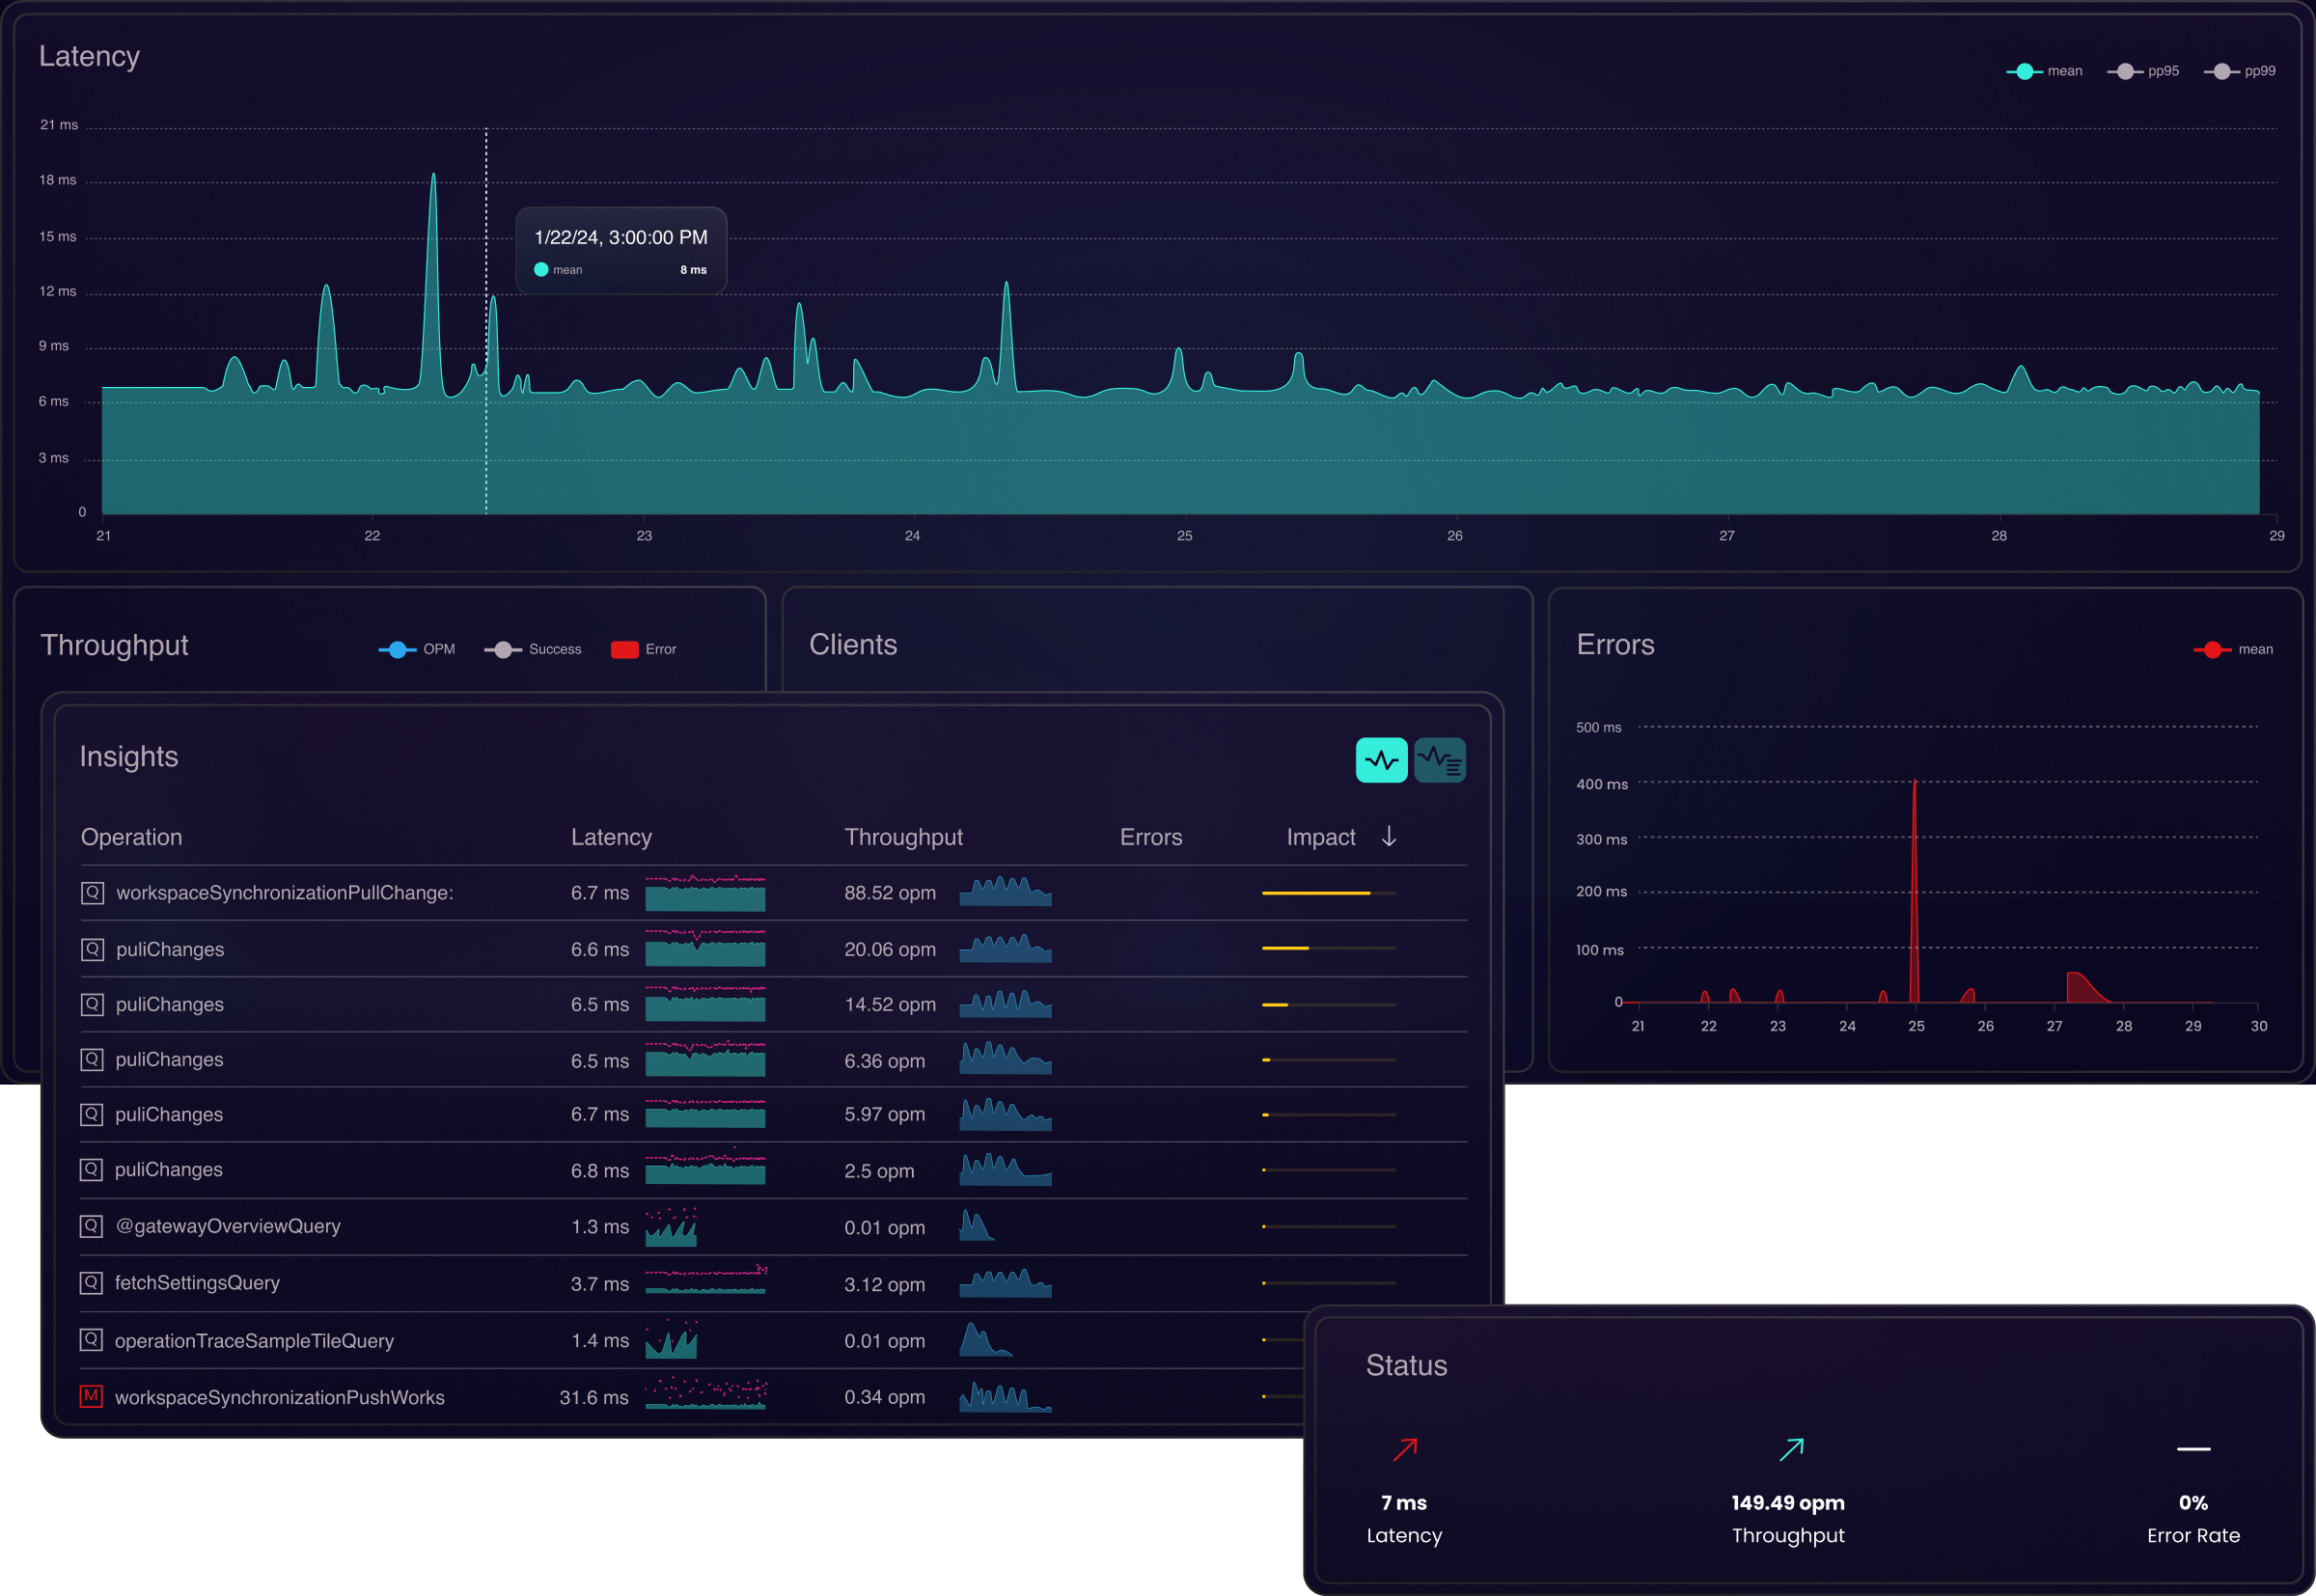 Latency
mean pp95 pp99
21 ms
18 ms
15 ms
1/22/24, 3:00:00 PM
mean 8 ms
12 ms
9 ms
6 ms
3 ms
0
21 22 23 24 25 26 27 28 29
Throughput
OPM Success Error
Clients
Errors
mean
500 ms
400 ms
300 ms
200 ms
100 ms
0
21 22 23 24 25 26 27 28 29 30
Insights
Operation Latency Throughput Errors Impact
Q workspaceSynchronizationPullChange: 6.7 ms 88.52 opm
Q puliChanges 6.6 ms 20.06 opm
Q puliChanges 6.5 ms 14.52 opm
Q puliChanges 6.5 ms 6.36 opm
Q puliChanges 6.7 ms 5.97 opm
Q puliChanges 6.8 ms 2.5 opm
Q @gatewayOverviewQuery 1.3 ms 0.01 opm
Q fetchSettingsQuery 3.7 ms 3.12 opm
Q operationTraceSampleTileQuery 1.4 ms 0.01 opm
M workspaceSynchronizationPushWorks 31.6 ms 0.34 opm
Status
7 ms 149.49 opm 0%
Latency Throughput Error Rate